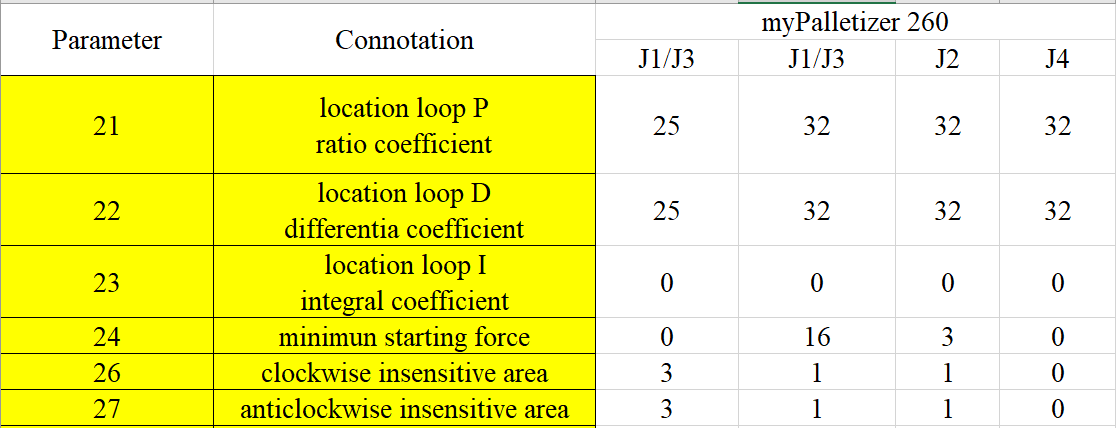 Parameter Connotation myPalletizer 260
J1/J3 J1/J3 J2 J4
21 location loop P
ratio coefficient 25 32 32 32
22 location loop D
differentia coefficient 25 32 32 32
23 location loop I
integral coefficient 0 0 0 0
24 minimun starting force 0 16 3 0
26 clockwise insensitive area 3 1 1 0
27 anticlockwise insensitive area 3 1 1 0